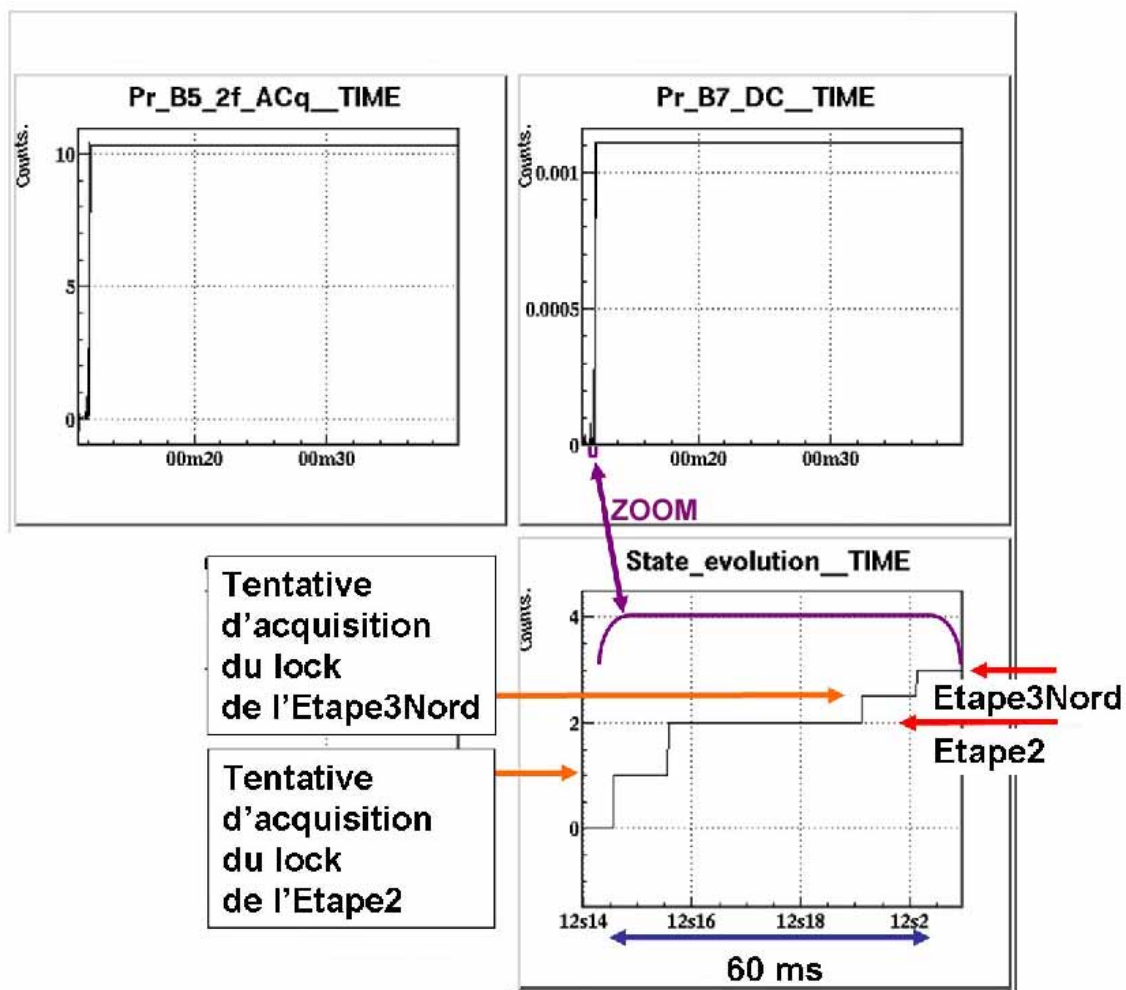 Pr_B5_2f_ACq__TIME
Counts.
10
5
0
00m20
00m30
Pr_B7_DC__TIME
Counts.
0.001
0.0005
0
00m20
00m30
ZOOM
State_evolution__TIME
Counts.
4
2
0
12s14
12s16
12s18
12s2
60 ms
Tentative
d'acquisition
du lock
de l'Etape3Nord
Tentative
d'acquisition
du lock
de l'Etape2
Etape3Nord
Etape2